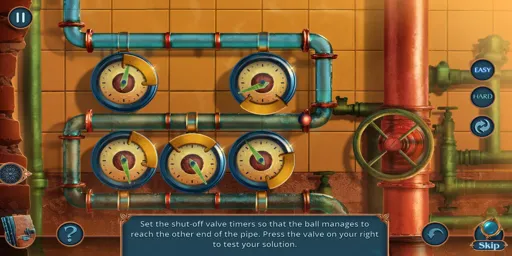 EASY
HARD
?
Set the shut-off valve timers so that the ball manages to
reach the other end of the pipe. Press the valve on your right
to test your solution.
Skip